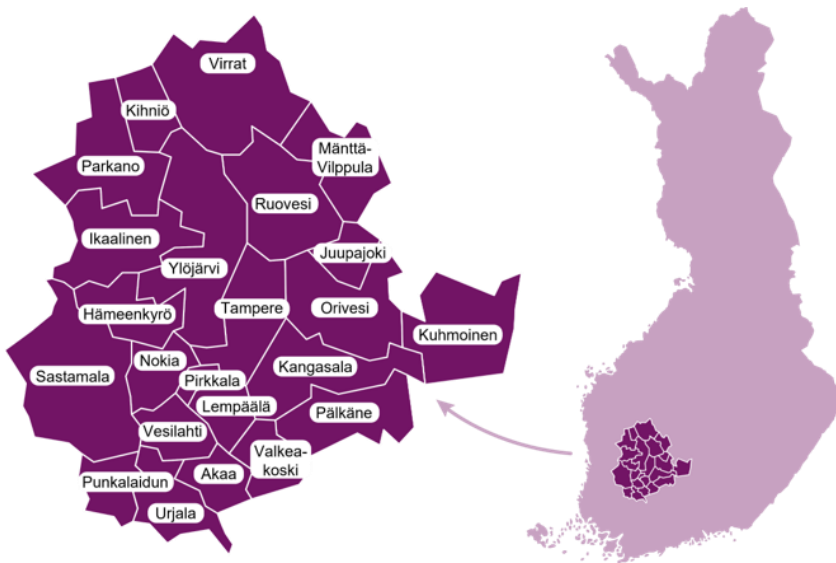 Virrat
Kihniö
Mänttä-
Vilppula
Parkano
Ruovesi
Ikaalinen
Juupajoki
Ylöjärvi
Hämeenkyrö
Tampere
Orivesi
Kuhmoinen
Nokia
Kangasala
Sastamala
Pirkkala
Lempäälä
Pälkäne
Vesilahti
Valkea-
koski
Akaa
Punkalaidun
Urjala